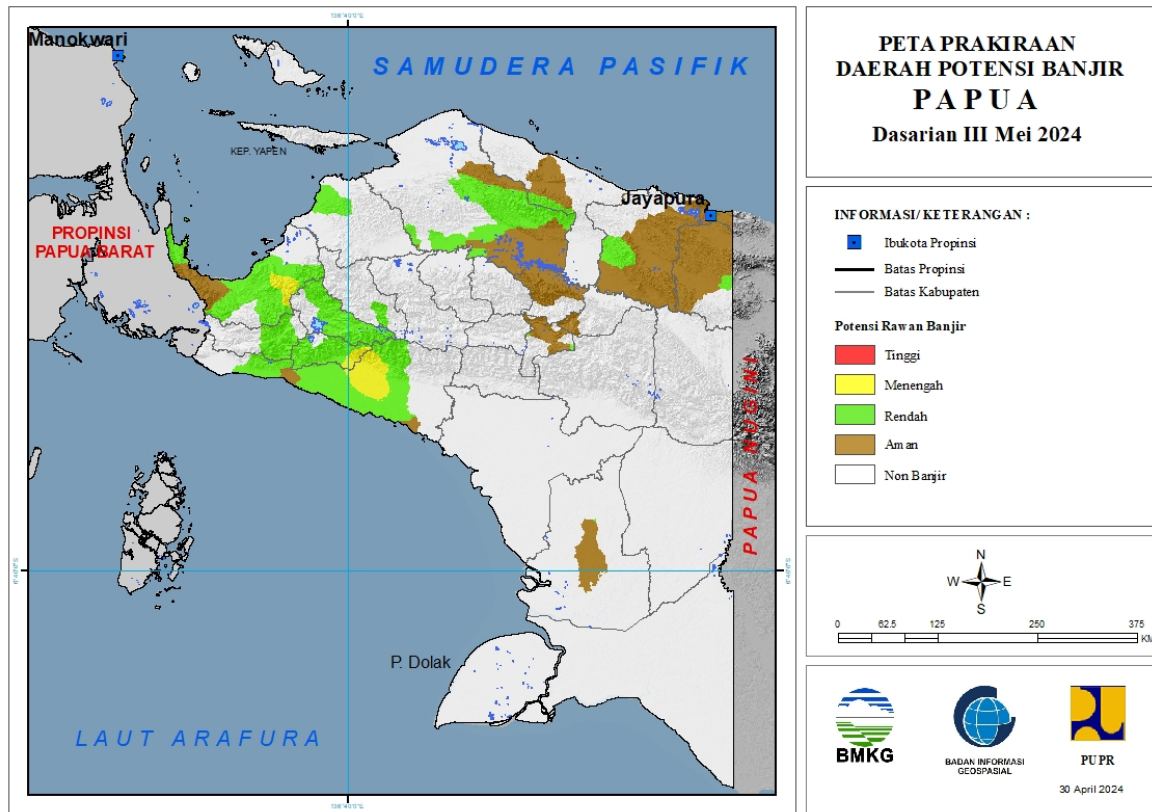 Manokwari
SAMUDERA PASIFIK
KEP. YAPEN
Jayapura
PROPINSI
PAPUA BARAT
PAPUA NUGINI
P. Dolak
LAUT ARAFURA
PETA PRAKIRAAN
DAERAH POTENSI BANJIR
PAPUA
Dasarian III Mei 2024
INFORMASI/ KETERANGAN :
Ibukota Propinsi
Batas Propinsi
Batas Kabupaten
Potensi Rawan Banjir
Tinggi
Menengah
Rendah
Aman
Non Banjir
N
W E
S
0 62.5 125 250 375
KM
BMKG
BADAN INFORMASI
GEOSPASIAL
PUPR
30 April 2024